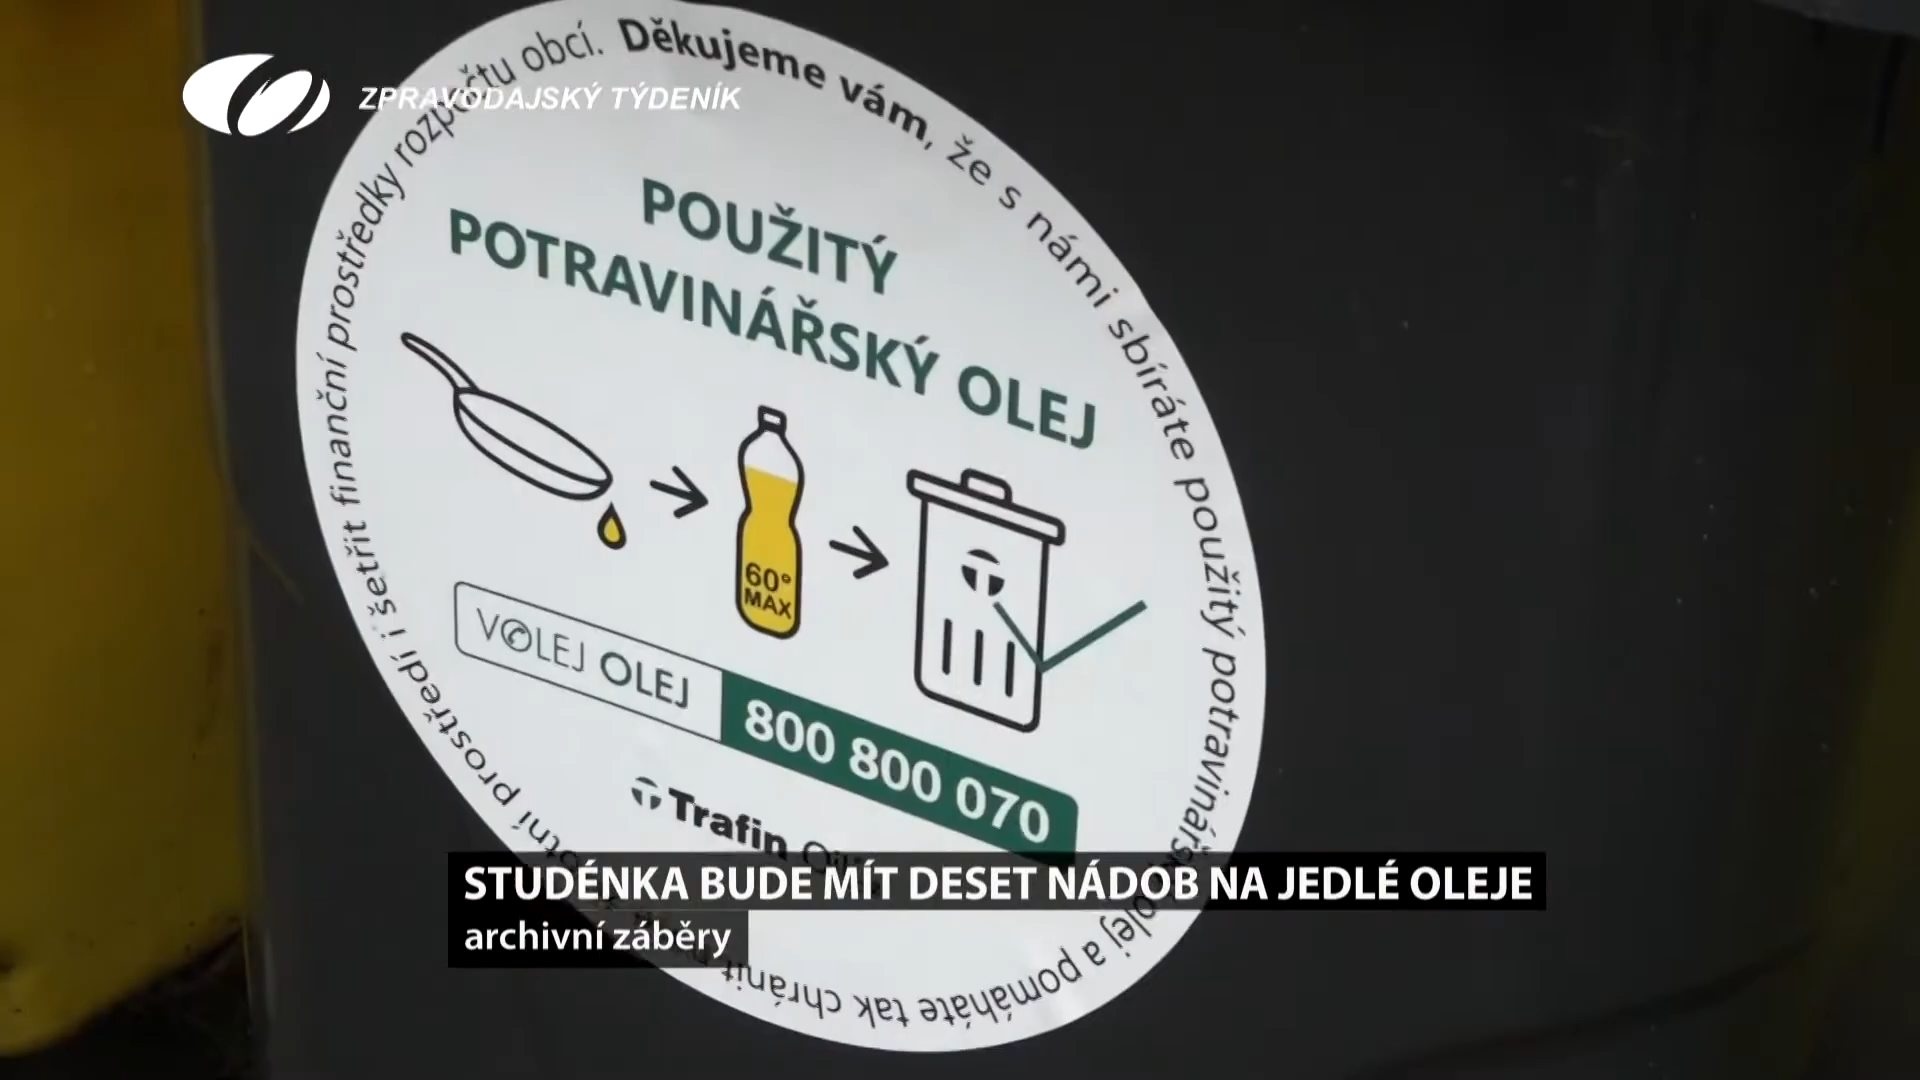 ZPRAVODAJSKÝ TÝDENÍK
Děkujeme vám, že s námi sbíráte použitý potravinářský olej a pomáháte tak chránit
prostředí i šetřit finanční prostředky rozpočtu obcí.
POUŽITÝ
POTRAVINÁŘSKÝ OLEJ
60°
MAX
VOLEJ OLEJ
800 800 070
Trafin
STUDÉNKA BUDE MÍT DESET NÁDOB NA JEDLÉ OLEJE
archivní záběry